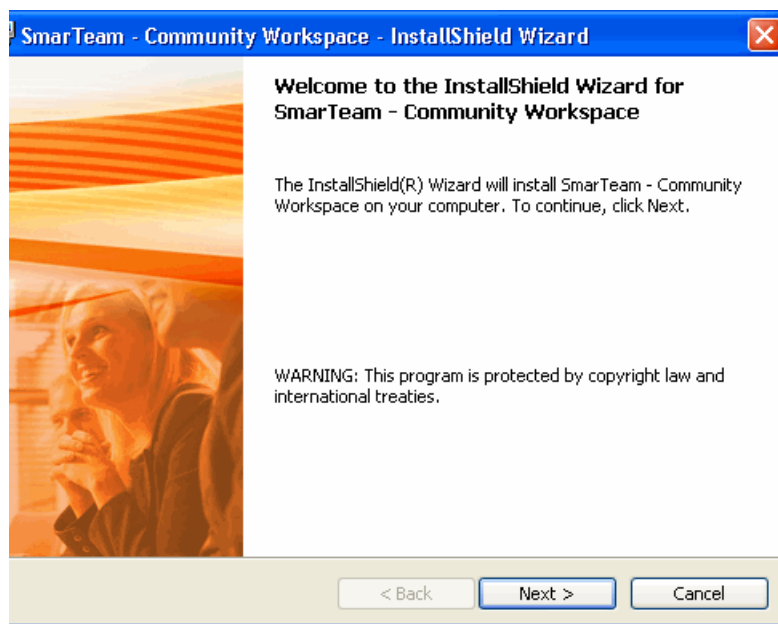 SmarTeam - Community Workspace - InstallShield Wizard
Welcome to the InstallShield Wizard for
SmarTeam - Community Workspace
The InstallShield(R) Wizard will install SmarTeam - Community
Workspace on your computer. To continue, click Next.
WARNING: This program is protected by copyright law and
international treaties.
< Back Next > Cancel